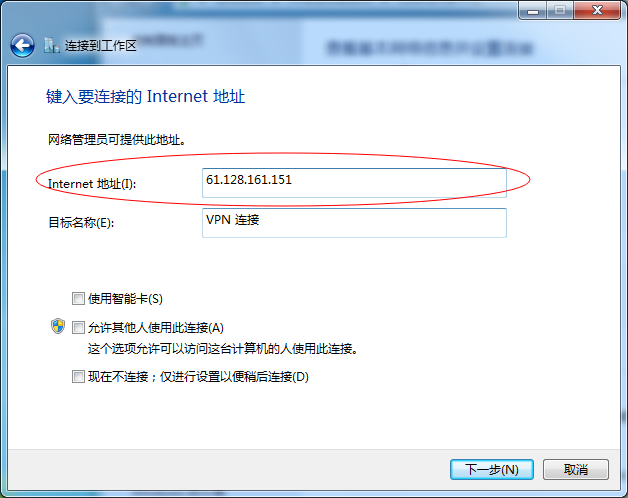 连接到工作区
键入要连接的 Internet 地址
网络管理员可提供此地址。
Internet 地址(I):
61.128.161.151
目标名称(E):
VPN 连接
使用智能卡(S)
允许其他人使用此连接(A)
这个选项允许可以访问这台计算机的人使用此连接。
现在不连接；仅进行设置以便稍后连接(D)
下一步(N)
取消